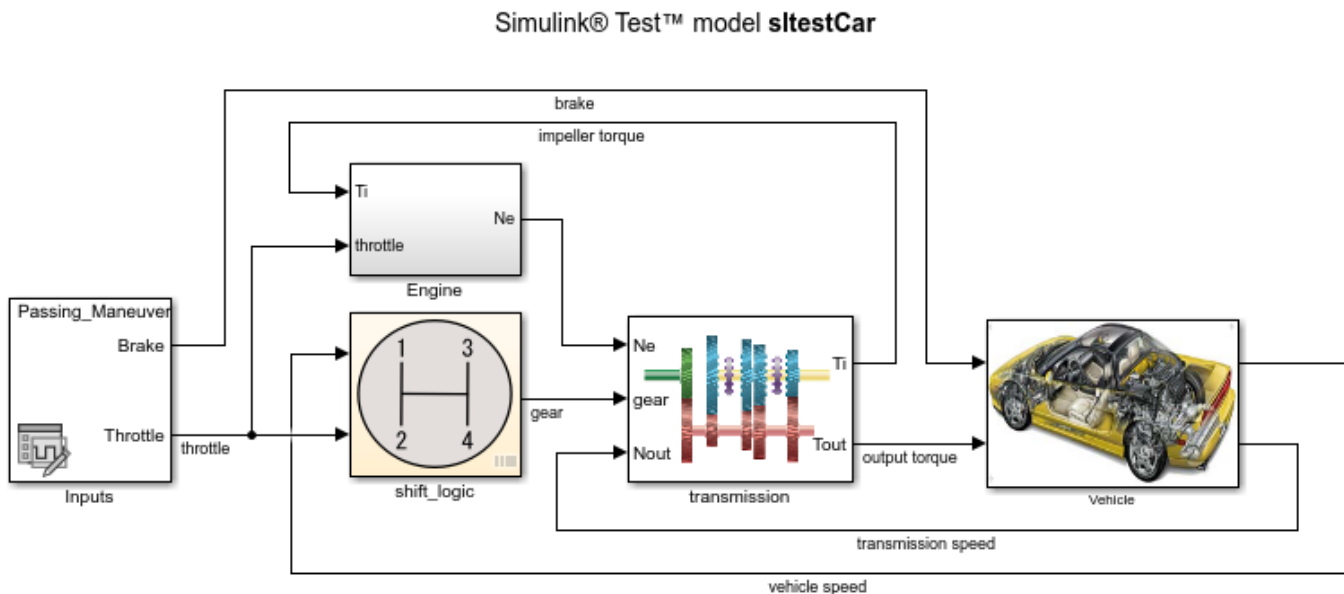 Simulink® Test™ model sltestCar
brake
impeller torque
Ti
throttle
Ne
Engine
Passing_Maneuver
Brake
Throttle
Inputs
throttle
1 3
2 4
shift_logic
gear
Ne
gear
Nout
Ti
Tout
transmission
output torque
Vehicle
transmission speed
vehicle speed